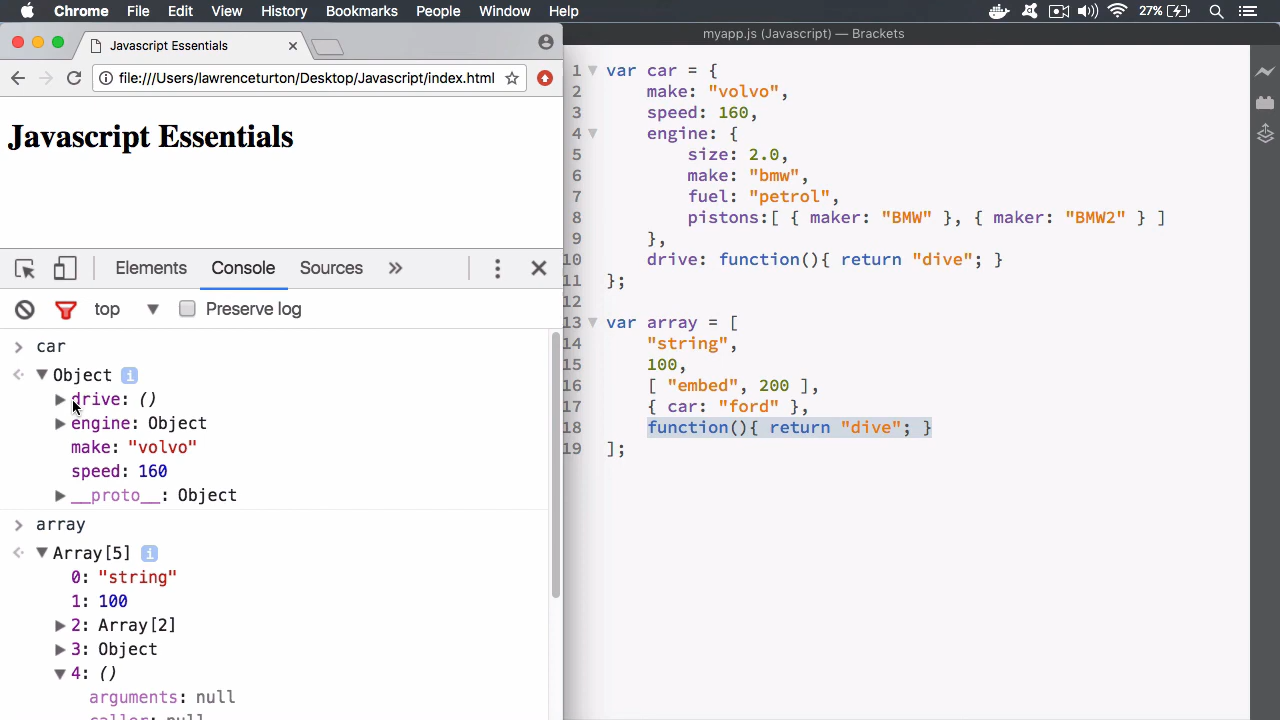 Chrome File Edit View History Bookmarks People Window Help 27%
Javascript Essentials
file:///Users/lawrenceturton/Desktop/Javascript/index.html
Javascript Essentials
Elements Console Sources »
top Preserve log
> car
Object i
drive: ()
engine: Object
make: "volvo"
speed: 160
__proto__: Object
> array
Array[5] i
0: "string"
1: 100
2: Array[2]
3: Object
4: ()
arguments: null
caller: null
myapp.js (Javascript) — Brackets
1 var car = {
2 make: "volvo",
3 speed: 160,
4 engine: {
5 size: 2.0,
6 make: "bmw",
7 fuel: "petrol",
8 pistons:[ { maker: "BMW" }, { maker: "BMW2" } ]
9 },
10 drive: function(){ return "dive"; }
11 };
12
13 var array = [
14 "string",
15 100,
16 [ "embed", 200 ],
17 { car: "ford" },
18 function(){ return "dive"; }
19 ];